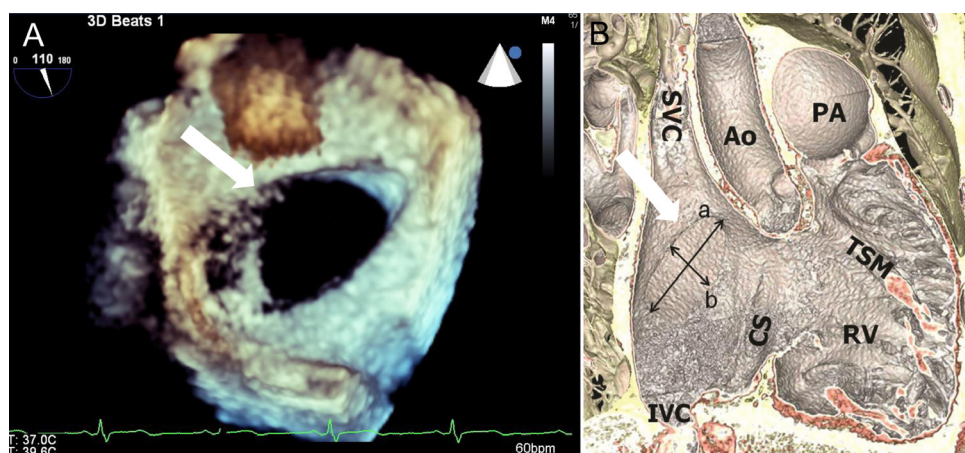 A
3D Beats 1
M4
0 110 180
T: 37.0C
T: 39.6C
60bpm
B
SVC
Ao
PA
a
b
TSM
CS
RV
IVC